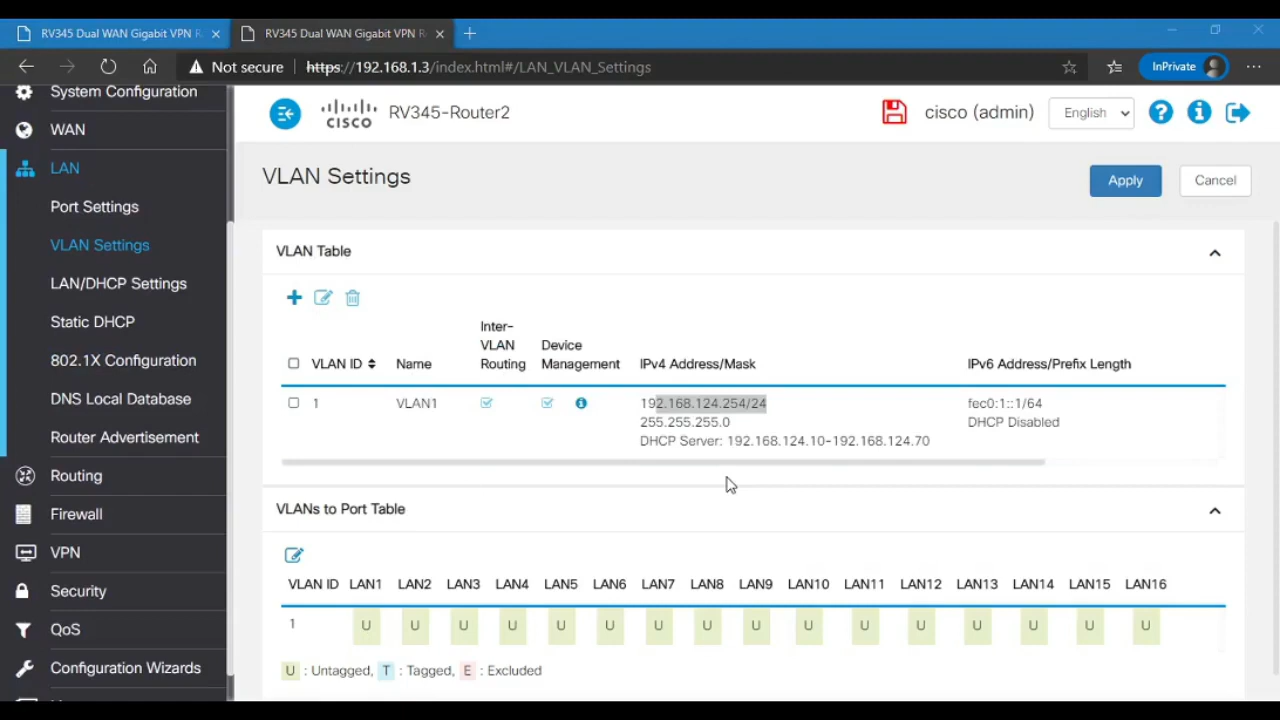 RV345 Dual WAN Gigabit VPN R
RV345 Dual WAN Gigabit VPN R
Not secure https://192.168.1.3/index.html#/LAN_VLAN_Settings InPrivate
System Configuration
WAN
LAN
Port Settings
VLAN Settings
LAN/DHCP Settings
Static DHCP
802.1X Configuration
DNS Local Database
Router Advertisement
Routing
Firewall
VPN
Security
QoS
Configuration Wizards
CISCO RV345-Router2 cisco (admin) English
VLAN Settings Apply Cancel
VLAN Table
VLAN ID Name Inter-VLAN Routing Device Management IPv4 Address/Mask IPv6 Address/Prefix Length
1 VLAN1 192.168.124.254/24 fec0:1::1/64
255.255.255.0 DHCP Disabled
DHCP Server: 192.168.124.10-192.168.124.70
VLANs to Port Table
VLAN ID LAN1 LAN2 LAN3 LAN4 LAN5 LAN6 LAN7 LAN8 LAN9 LAN10 LAN11 LAN12 LAN13 LAN14 LAN15 LAN16
1 U U U U U U U U U U U U U U U U
U : Untagged, T : Tagged, E : Excluded